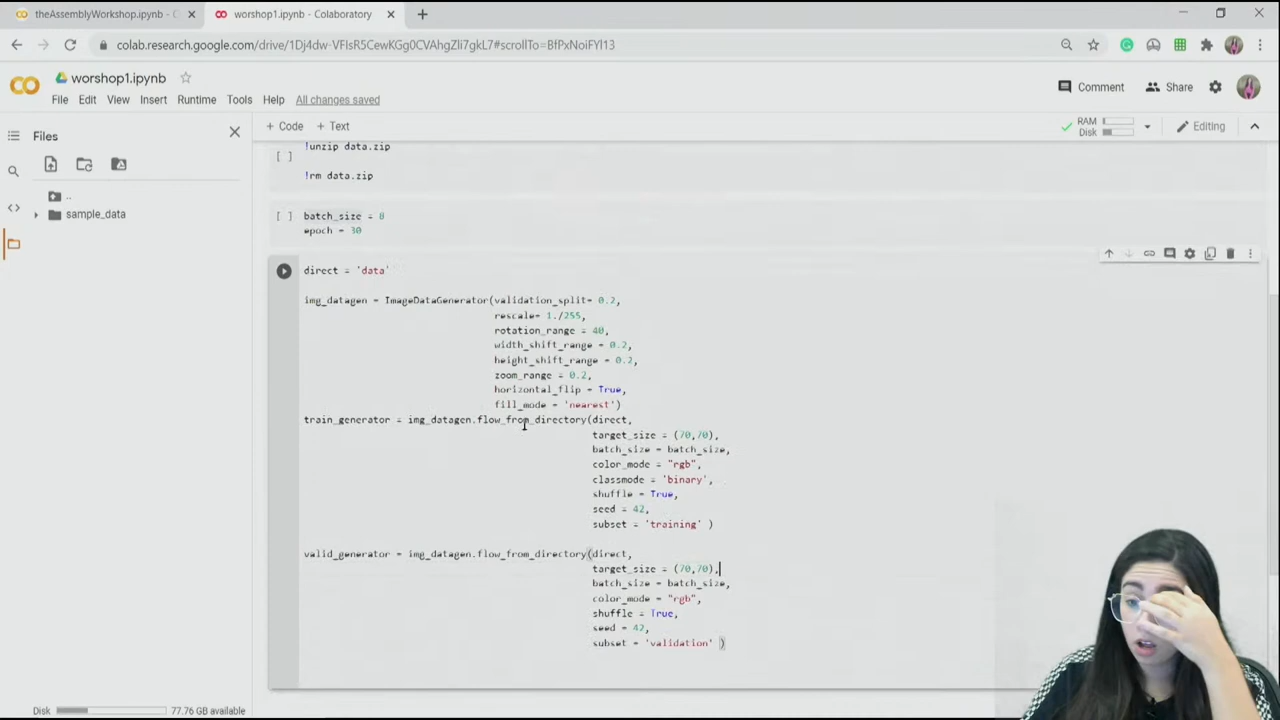 theAssemblyWorkshop.ipynb - C
worshop1.ipynb - Colaboratory
colab.research.google.com/drive/1Dj4dw-VFIsR5CewKGg0CVAhgZli7gkL7#scrollTo=BfPxNoiFYl13
worshop1.ipynb
File Edit View Insert Runtime Tools Help All changes saved
Comment Share
Files
+ Code + Text
RAM
Disk
Editing
..
sample_data
[ ] !unzip data.zip
!rm data.zip
[ ] batch_size = 8
epoch = 30
direct = 'data'
img_datagen = ImageDataGenerator(validation_split= 0.2,
rescale= 1./255,
rotation_range = 40,
width_shift_range = 0.2,
height_shift_range = 0.2,
zoom_range = 0.2,
horizontal_flip = True,
fill_mode = 'nearest')
train_generator = img_datagen.flow_from_directory(direct,
target_size = (70,70),
batch_size = batch_size,
color_mode = "rgb",
classmode = 'binary',
shuffle = True,
seed = 42,
subset = 'training' )
valid_generator = img_datagen.flow_from_directory(direct,
target_size = (70,70),
batch_size = batch_size,
color_mode = "rgb",
shuffle = True,
seed = 42,
subset = 'validation' )
Disk 77.76 GB available